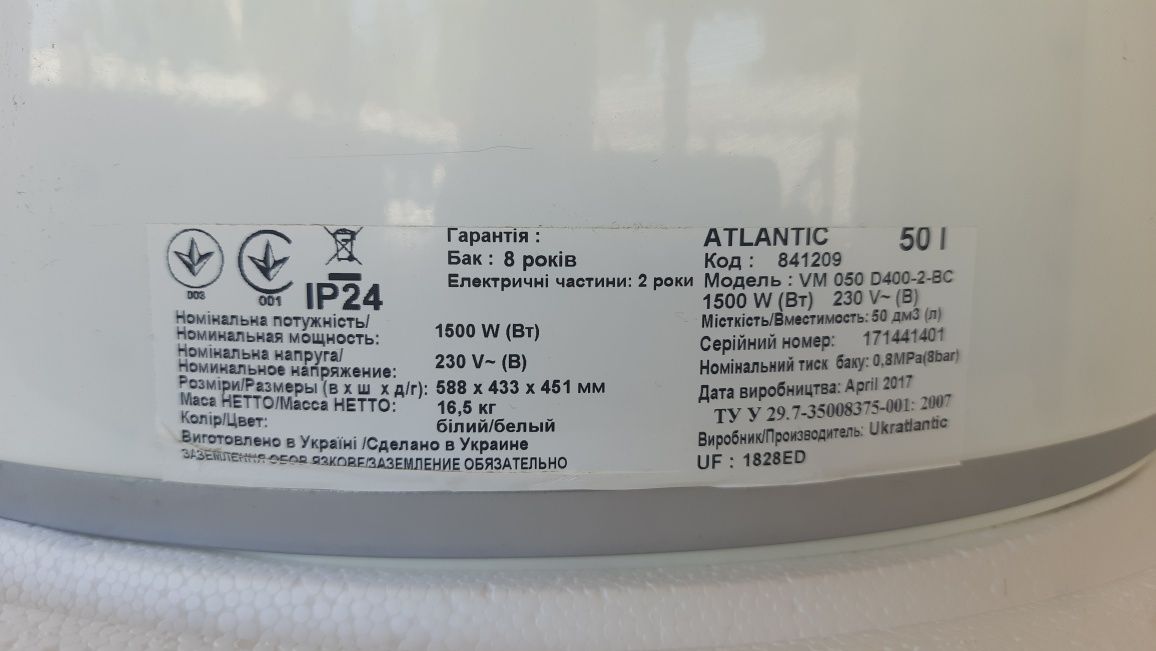 003
001
IP24
Гарантія :
Бак : 8 років
Електричні частини: 2 роки
Номінальна потужність/
Номинальная мощность: 1500 W (Вт)
Номінальна напруга/
Номинальное напряжение: 230 V~ (В)
Розміри/Размеры (в х ш х д/г): 588 х 433 х 451 мм
Маса НЕТТО/Масса НЕТТО: 16,5 кг
Колір/Цвет: білий/белый
Виготовлено в Україні /Сделано в Украине
ЗАЗЕМЛЕННЯ ОБОВ'ЯЗКОВЕ/ЗАЗЕМЛЕНИЕ ОБЯЗАТЕЛЬНО
ATLANTIC 50 l
Код : 841209
Модель : VM 050 D400-2-BC
1500 W (Вт) 230 V~ (В)
Місткість/Вместимость: 50 дм3 (л)
Серійний номер: 171441401
Номінальний тиск баку: 0,8MPa(8bar)
Дата виробництва: April 2017
ТУ У 29.7-35008375-001: 2007
Виробник/Производитель: Ukratlantic
UF : 1828ED